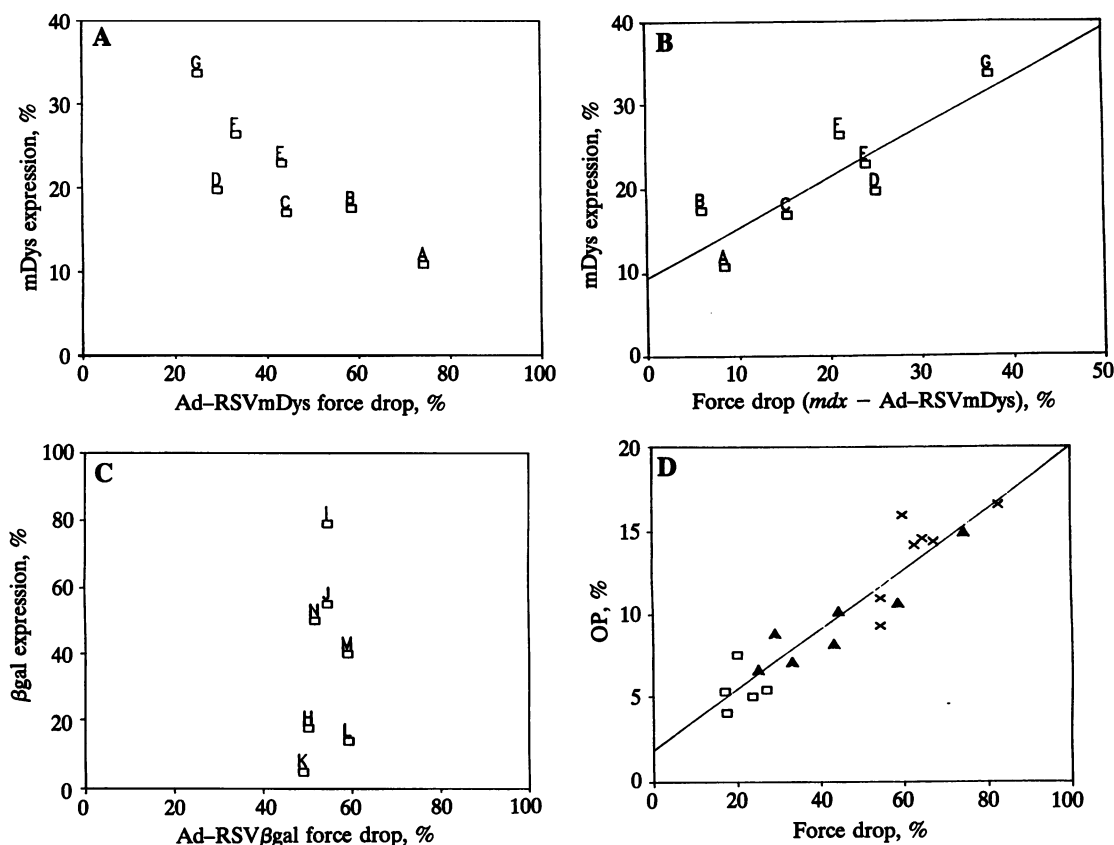 A
mDys expression, %
40
30
20
10
0
G
F
E
D
C
B
A
0
20
40
60
80
100
Ad–RSVmDys force drop, %
B
mDys expression, %
40
30
20
10
0
G
F
E
D
B
C
A
0
10
20
30
40
50
Force drop (mdx – Ad–RSVmDys), %
C
βgal expression, %
100
80
60
40
20
0
I
J
N
M
H
L
K
0
20
40
60
80
100
Ad–RSVβgal force drop, %
D
OP, %
20
15
10
5
0
0
20
40
60
80
100
Force drop, %